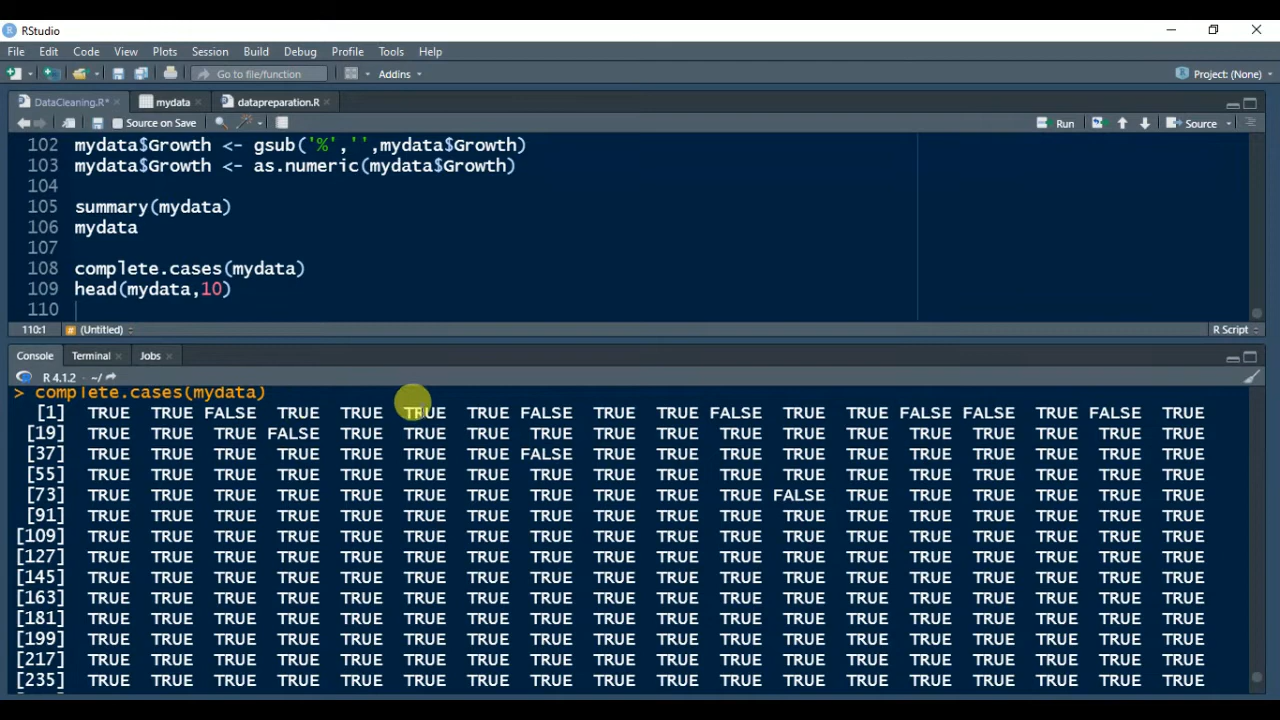 RStudio
File Edit Code View Plots Session Build Debug Profile Tools Help
Go to file/function Addins Project: (None)
DataCleaning.R* mydata datapreparation.R
Source on Save Run Source
102 mydata$Growth <- gsub('%','',mydata$Growth)
103 mydata$Growth <- as.numeric(mydata$Growth)
104
105 summary(mydata)
106 mydata
107
108 complete.cases(mydata)
109 head(mydata,10)
110
110:1 # (Untitled) R Script
Console Terminal Jobs
R 4.1.2 · ~/
> complete.cases(mydata)
[1] TRUE TRUE FALSE TRUE TRUE TRUE TRUE FALSE TRUE TRUE FALSE TRUE TRUE FALSE FALSE TRUE FALSE TRUE
[19] TRUE TRUE TRUE FALSE TRUE TRUE TRUE TRUE TRUE TRUE TRUE TRUE TRUE TRUE TRUE TRUE TRUE TRUE
[37] TRUE TRUE TRUE TRUE TRUE TRUE TRUE FALSE TRUE TRUE TRUE TRUE TRUE TRUE TRUE TRUE TRUE TRUE
[55] TRUE TRUE TRUE TRUE TRUE TRUE TRUE TRUE TRUE TRUE TRUE TRUE TRUE TRUE TRUE TRUE TRUE TRUE
[73] TRUE TRUE TRUE TRUE TRUE TRUE TRUE TRUE TRUE TRUE TRUE FALSE TRUE TRUE TRUE TRUE TRUE TRUE
[91] TRUE TRUE TRUE TRUE TRUE TRUE TRUE TRUE TRUE TRUE TRUE TRUE TRUE TRUE TRUE TRUE TRUE TRUE
[109] TRUE TRUE TRUE TRUE TRUE TRUE TRUE TRUE TRUE TRUE TRUE TRUE TRUE TRUE TRUE TRUE TRUE TRUE
[127] TRUE TRUE TRUE TRUE TRUE TRUE TRUE TRUE TRUE TRUE TRUE TRUE TRUE TRUE TRUE TRUE TRUE TRUE
[145] TRUE TRUE TRUE TRUE TRUE TRUE TRUE TRUE TRUE TRUE TRUE TRUE TRUE TRUE TRUE TRUE TRUE TRUE
[163] TRUE TRUE TRUE TRUE TRUE TRUE TRUE TRUE TRUE TRUE TRUE TRUE TRUE TRUE TRUE TRUE TRUE TRUE
[181] TRUE TRUE TRUE TRUE TRUE TRUE TRUE TRUE TRUE TRUE TRUE TRUE TRUE TRUE TRUE TRUE TRUE TRUE
[199] TRUE TRUE TRUE TRUE TRUE TRUE TRUE TRUE TRUE TRUE TRUE TRUE TRUE TRUE TRUE TRUE TRUE TRUE
[217] TRUE TRUE TRUE TRUE TRUE TRUE TRUE TRUE TRUE TRUE TRUE TRUE TRUE TRUE TRUE TRUE TRUE TRUE
[235] TRUE TRUE TRUE TRUE TRUE TRUE TRUE TRUE TRUE TRUE TRUE TRUE TRUE TRUE TRUE TRUE TRUE TRUE